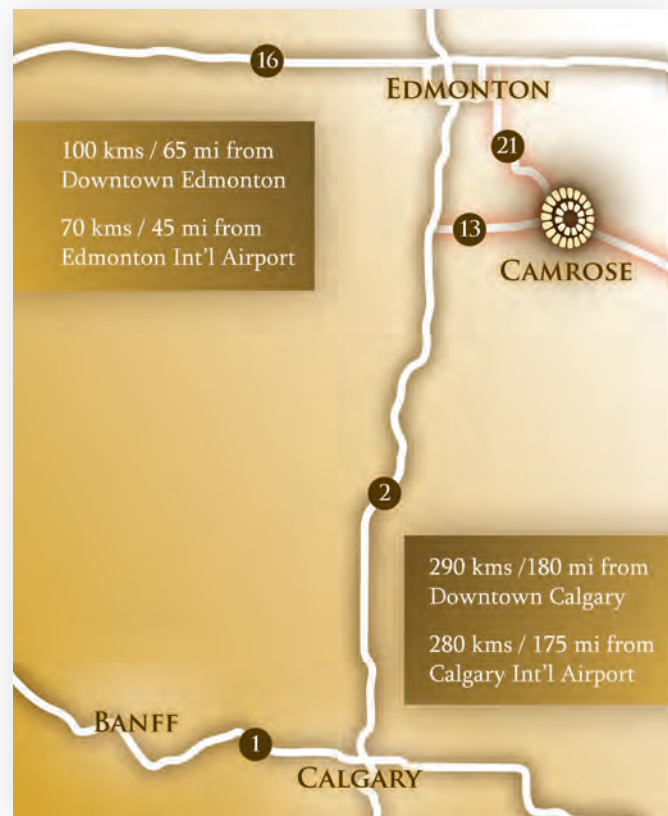 16
EDMONTON
100 kms / 65 mi from
Downtown Edmonton
70 kms / 45 mi from
Edmonton Int'l Airport
21
13
CAMROSE
2
290 kms /180 mi from
Downtown Calgary
280 kms / 175 mi from
Calgary Int'l Airport
BANFF
1
CALGARY